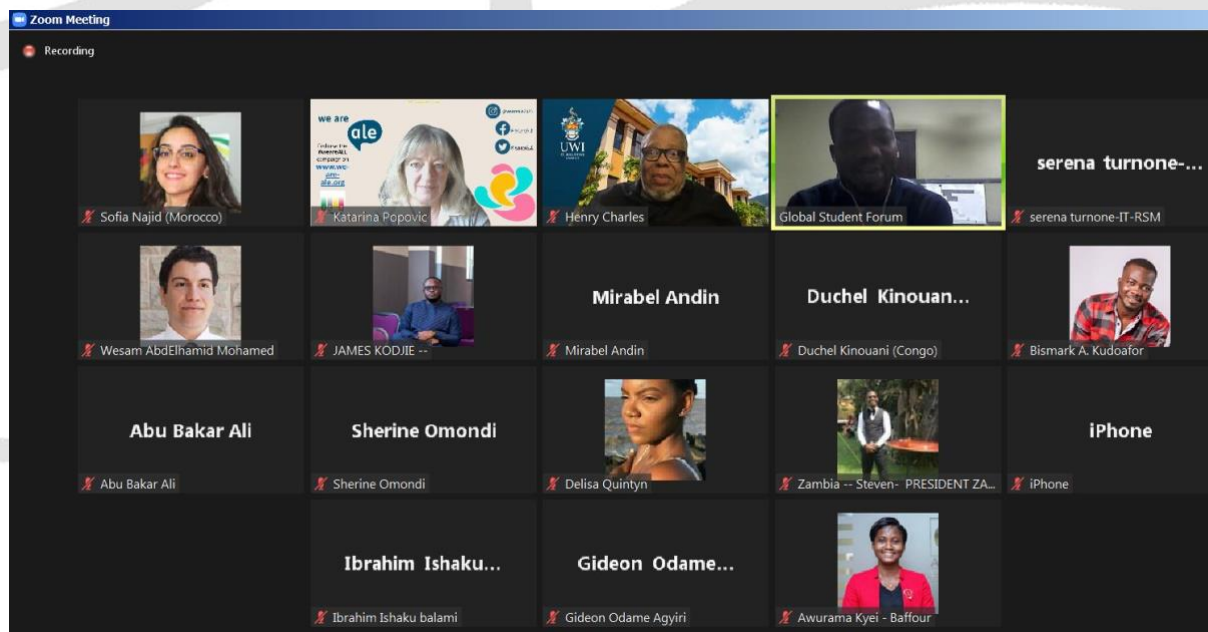 Zoom Meeting
Recording
Sofia Najid (Morocco)
we are
ale
Katarina Popovic
UWI
Henry Charles
Global Student Forum
serena turnone-...
serena turnone-IT-RSM
Wesam AbdElhamid Mohamed
JAMES KODJIE --
Mirabel Andin
Mirabel Andin
Duchel Kinouan...
Duchel Kinouani (Congo)
Bismark A. Kudoafor
Abu Bakar Ali
Abu Bakar Ali
Sherine Omondi
Sherine Omondi
Delisa Quintyn
Zambia -- Steven- PRESIDENT ZA...
iPhone
iPhone
Ibrahim Ishaku...
Ibrahim Ishaku balami
Gideon Odame...
Gideon Odame Agyiri
Awurama Kyei - Baffour